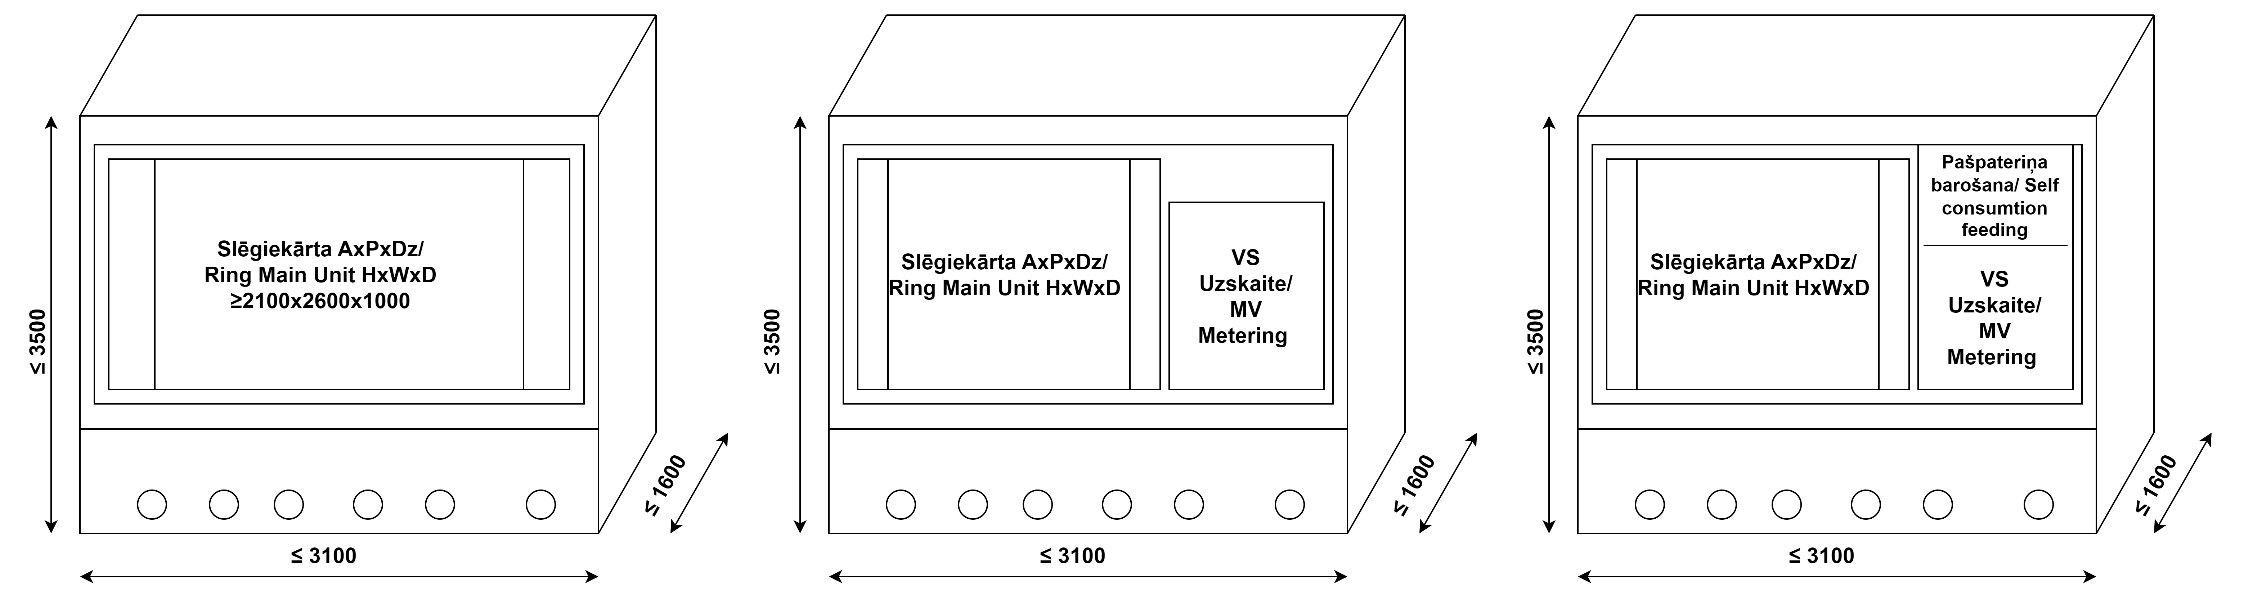 Slēgiekārta AxPxDz/
Ring Main Unit HxWxD
≥2100x2600x1000
≤ 3500
≤ 3100
≤ 1600
Slēgiekārta AxPxDz/
Ring Main Unit HxWxD
VS
Uzskaite/
MV
Metering
≤ 3500
≤ 3100
≤ 1600
Slēgiekārta AxPxDz/
Ring Main Unit HxWxD
Pašpateriņa
barošana/ Self
consumtion
feeding
VS
Uzskaite/
MV
Metering
≤ 3500
≤ 3100
≤ 1600